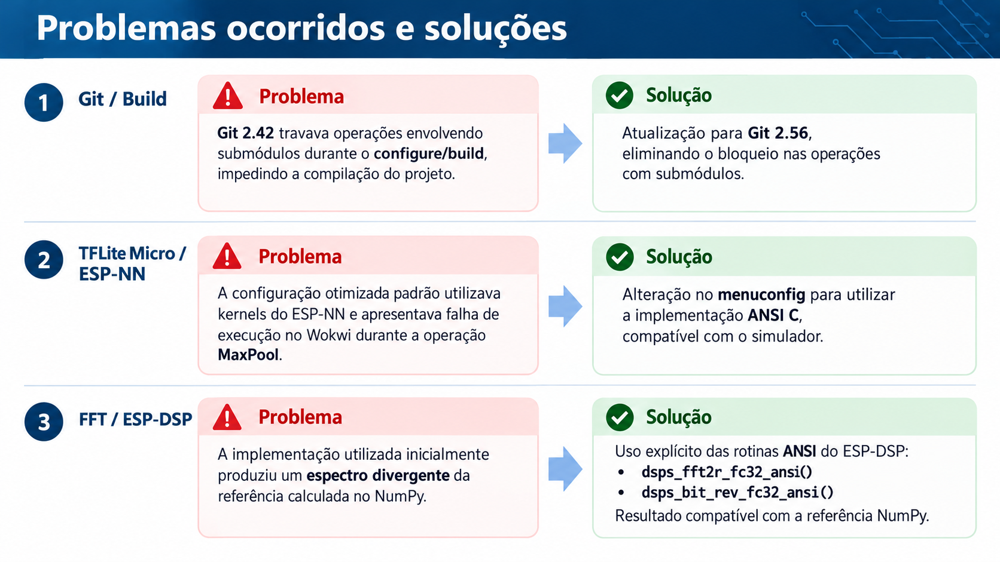 Problemas ocorridos e soluções
1
Git / Build
Problema
Git 2.42 travava operações envolvendo
submódulos durante o configure/build,
impedindo a compilação do projeto.
Solução
Atualização para Git 2.56,
eliminando o bloqueio nas operações
com submódulos.
2
TFLite Micro /
ESP-NN
Problema
A configuração otimizada padrão utilizava
kernels do ESP-NN e apresentava falha de
execução no Wokwi durante a operação
MaxPool.
Solução
Alteração no menuconfig para utilizar
a implementação ANSI C,
compatível com o simulador.
3
FFT / ESP-DSP
Problema
A implementação utilizada inicialmente
produziu um espectro divergente da
referência calculada no NumPy.
Solução
Uso explícito das rotinas ANSI do ESP-DSP:
• dsps_fft2r_fc32_ansi()
• dsps_bit_rev_fc32_ansi()
Resultado compatível com a referência NumPy.